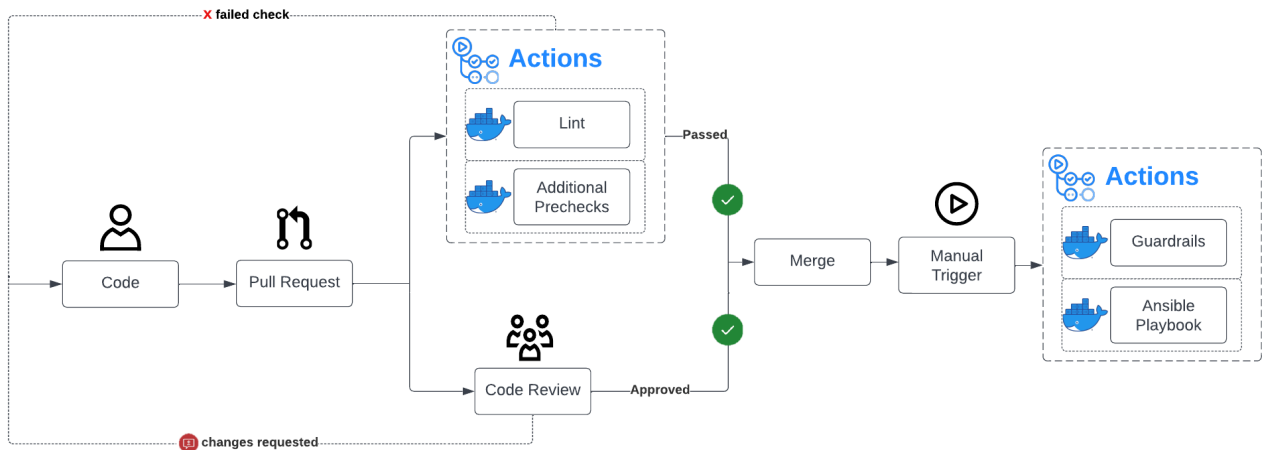 X failed check
Actions
Lint
Additional
Prechecks
Passed
Code
Pull Request
Code Review
Approved
changes requested
Merge
Manual
Trigger
Actions
Guardrails
Ansible
Playbook